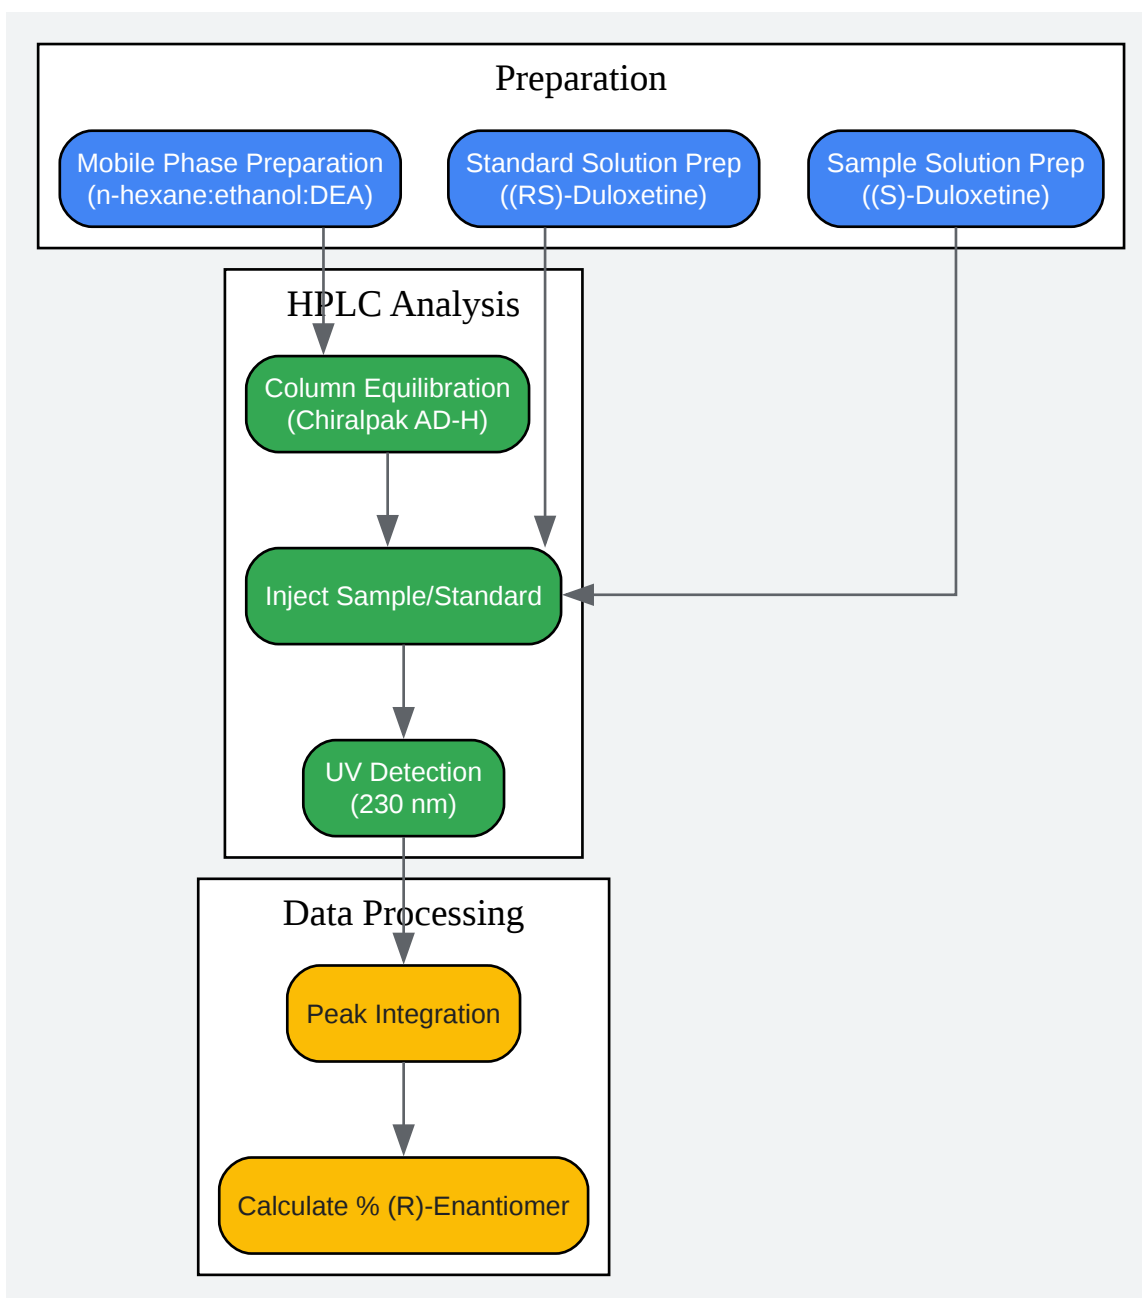 Preparation
Mobile Phase Preparation
(n-hexane:ethanol:DEA)
Standard Solution Prep
((RS)-Duloxetine)
Sample Solution Prep
((S)-Duloxetine)
HPLC Analysis
Column Equilibration
(Chiralpak AD-H)
Inject Sample/Standard
UV Detection
(230 nm)
Data Processing
Peak Integration
Calculate % (R)-Enantiomer